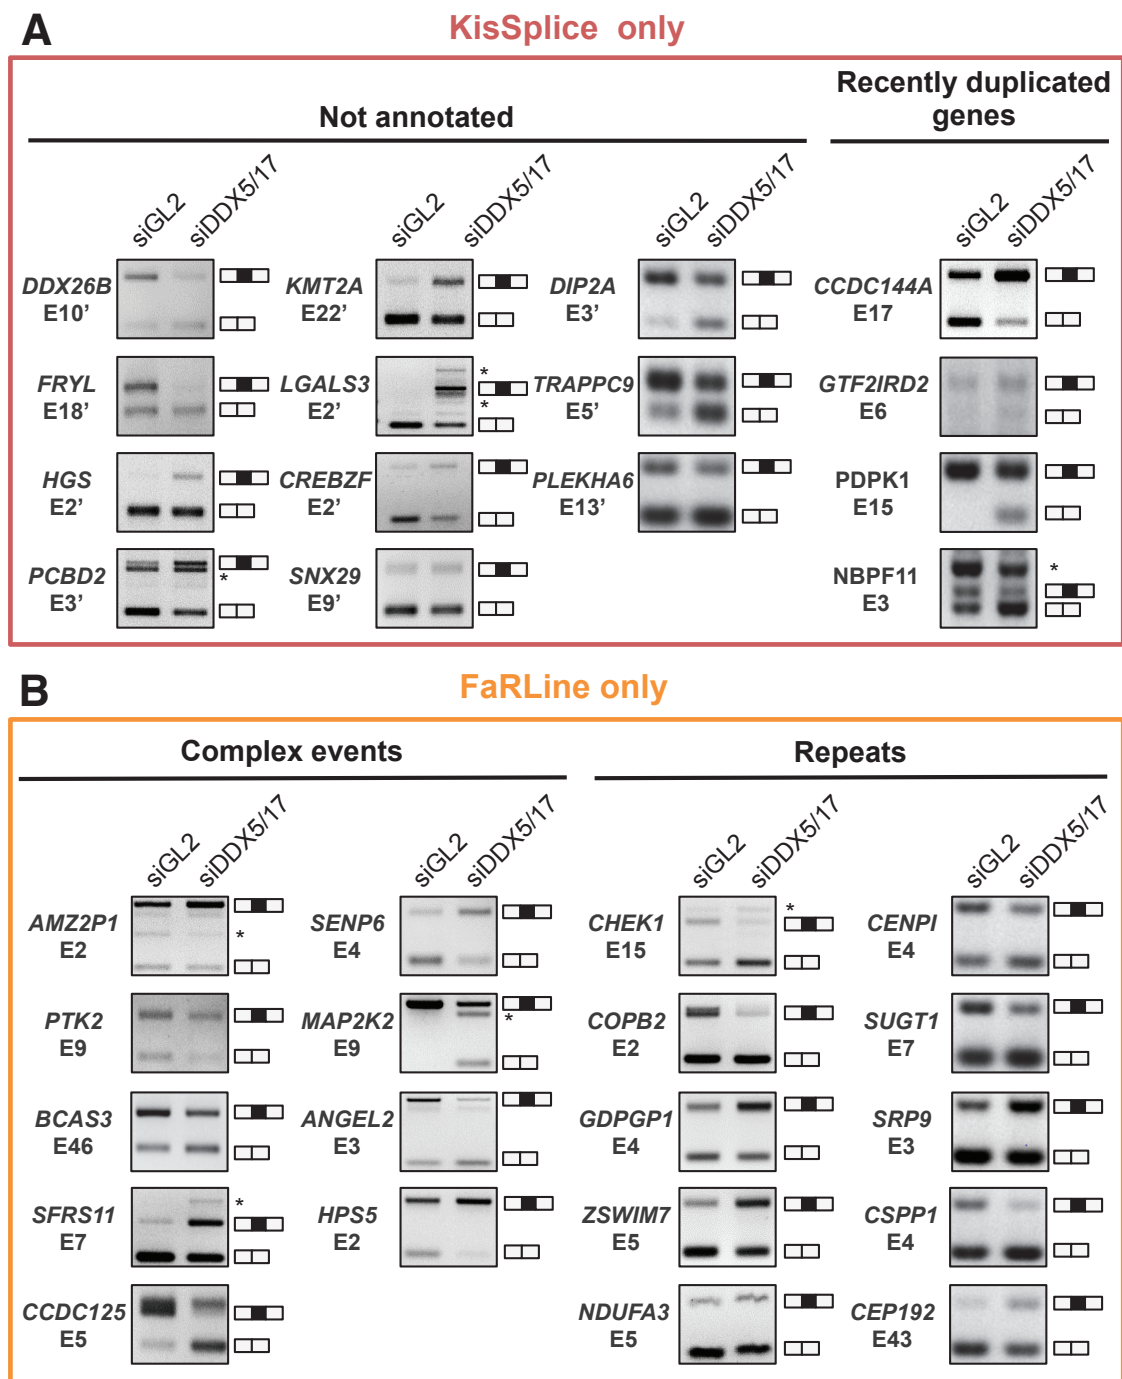 A
KisSplice only
Not annotated
Recently duplicated
genes
siGL2
siDDX5/17
siGL2
siDDX5/17
siGL2
siDDX5/17
siGL2
siDDX5/17
DDX26B
E10'
KMT2A
E22'
DIP2A
E3'
CCDC144A
E17
FRYL
E18'
LGALS3
E2'
*
*
TRAPPC9
E5'
GTF2IRD2
E6
HGS
E2'
CREBZF
E2'
PLEKHA6
E13'
PDPK1
E15
PCBD2
E3'
*
SNX29
E9'
NBPF11
E3
*
B
FaRLine only
Complex events
Repeats
siGL2
siDDX5/17
siGL2
siDDX5/17
siGL2
siDDX5/17
siGL2
siDDX5/17
AMZ2P1
E2
*
SENP6
E4
CHEK1
E15
*
CENPI
E4
PTK2
E9
MAP2K2
E9
*
COPB2
E2
SUGT1
E7
BCAS3
E46
ANGEL2
E3
GDPGP1
E4
SRP9
E3
SFRS11
E7
*
HPS5
E2
ZSWIM7
E5
CSPP1
E4
CCDC125
E5
NDUFA3
E5
CEP192
E43